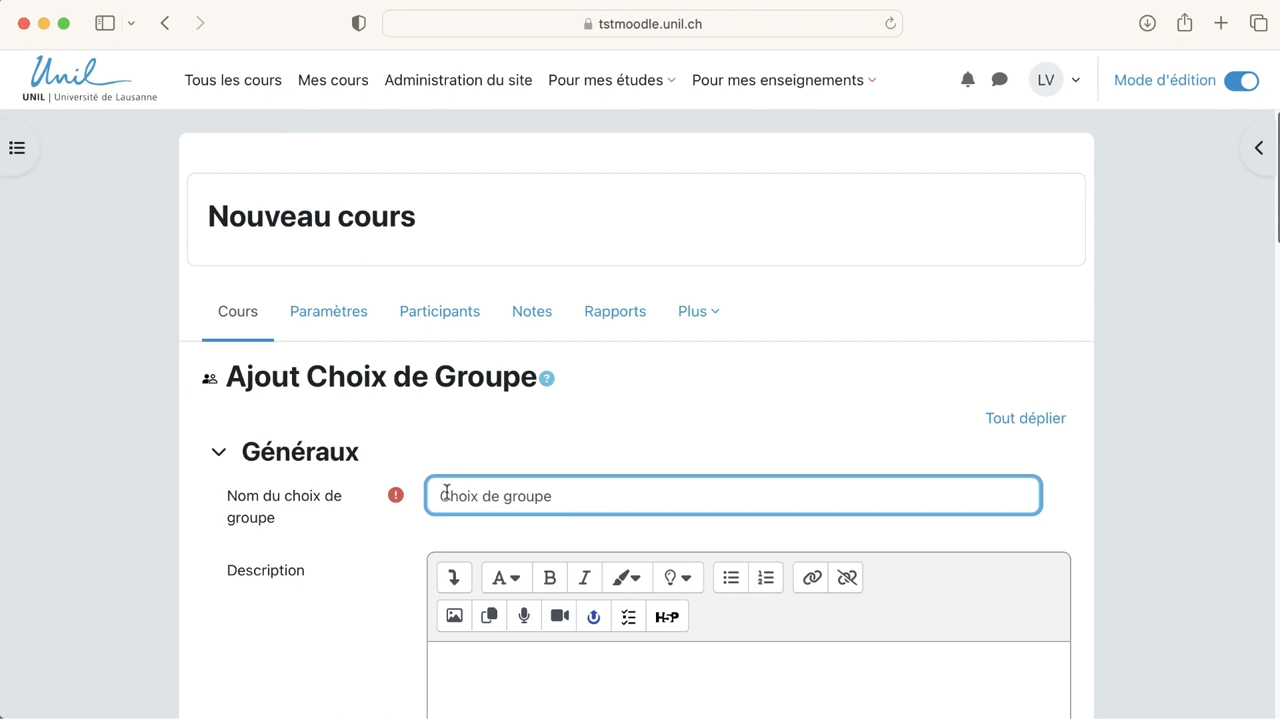 tstmoodle.unil.ch
Unil
UNIL | Université de Lausanne
Tous les cours Mes cours Administration du site Pour mes études Pour mes enseignements LV Mode d'édition
Nouveau cours
Cours Paramètres Participants Notes Rapports Plus
Ajout Choix de Groupe ?
Tout déplier
Généraux
Nom du choix de
groupe
! Choix de groupe
Description
A B I
H5P